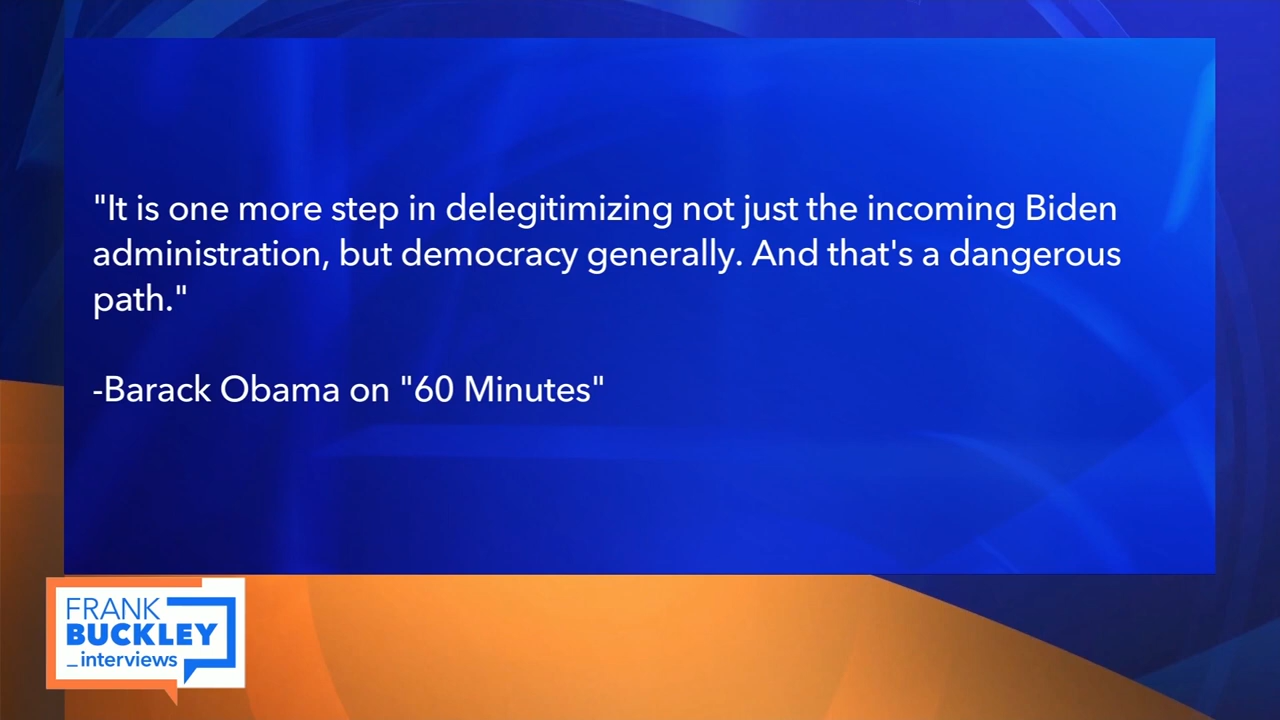 "It is one more step in delegitimizing not just the incoming Biden
administration, but democracy generally. And that's a dangerous
path."
-Barack Obama on "60 Minutes"
FRANK
BUCKLEY
_interviews